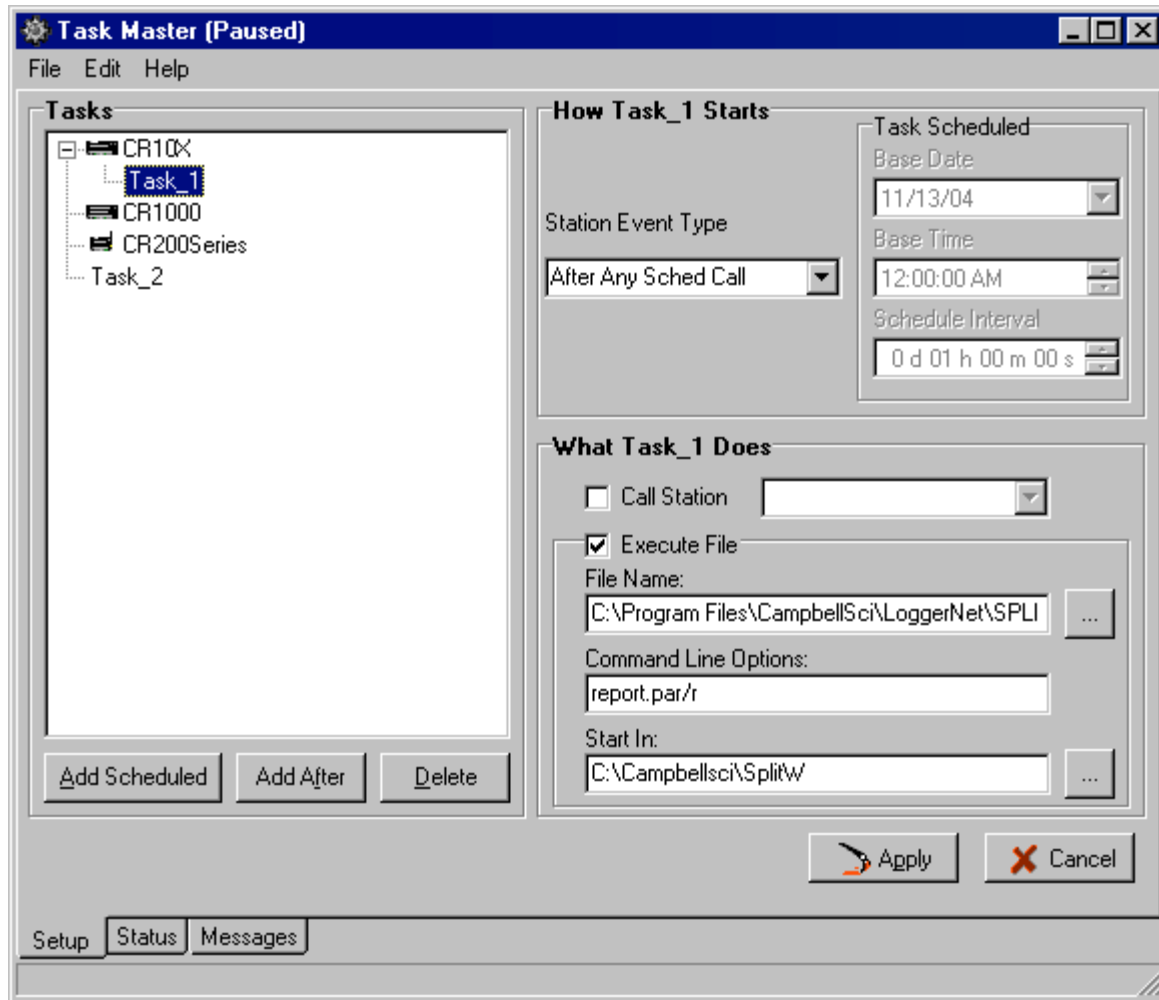 Task Master (Paused)
File Edit Help
Tasks
CR10X
Task_1
CR1000
CR200Series
Task_2
Add Scheduled Add After Delete
How Task_1 Starts
Station Event Type
After Any Sched Call
Task Scheduled
Base Date
11/13/04
Base Time
12:00:00 AM
Schedule Interval
0 d 01 h 00 m 00 s
What Task_1 Does
Call Station
Execute File
File Name:
C:\Program Files\CampbellSci\LoggerNet\SPLI
...
Command Line Options:
report.par/r
Start In:
C:\Campbellsci\SplitW
...
Apply Cancel
Setup Status Messages